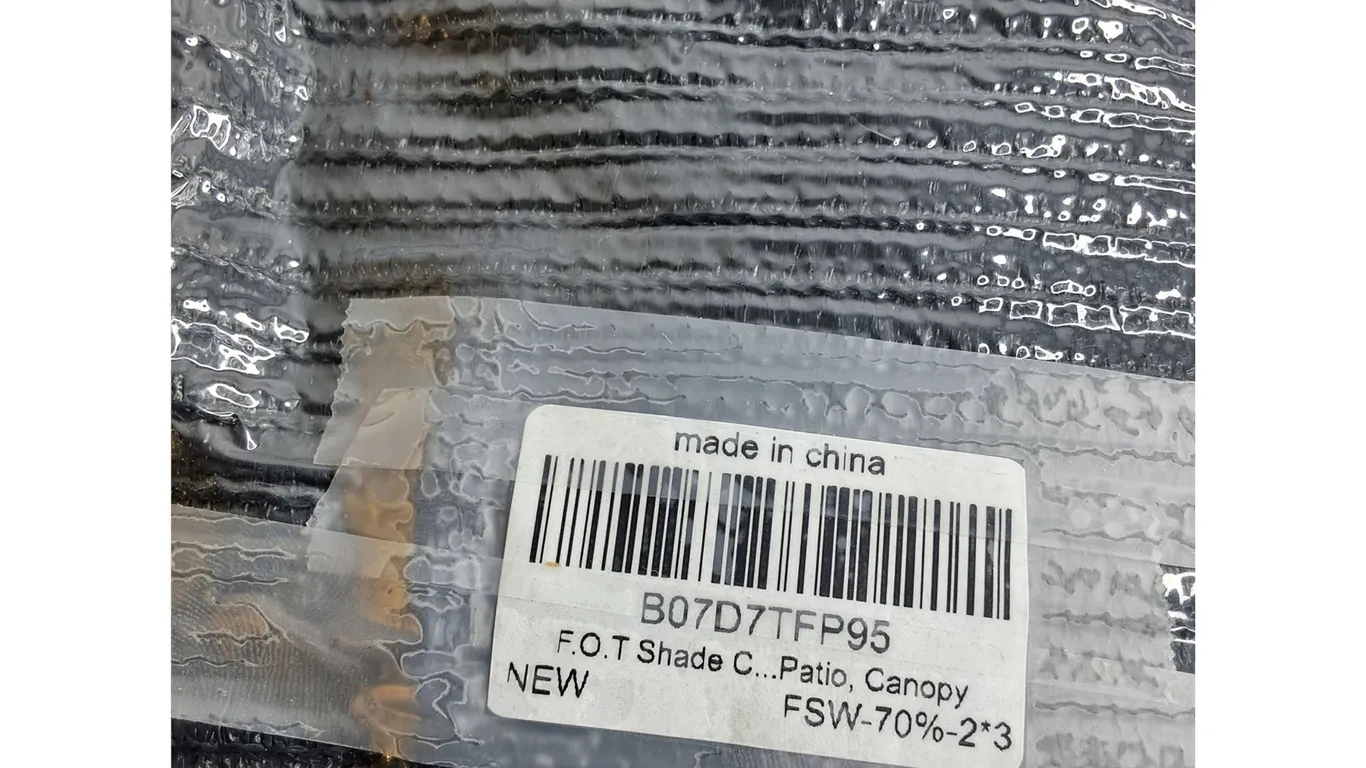 made in china
B07D7TFP95
F.O.T Shade C...Patio, Canopy
NEW
FSW-70%-2*3